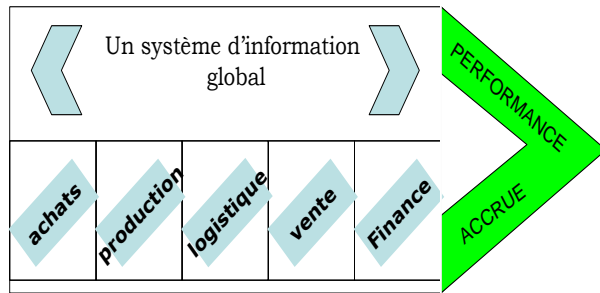 Un système d'information
global
PERFORMANCE
ACCRUE
achats
production
logistique
vente
Finance